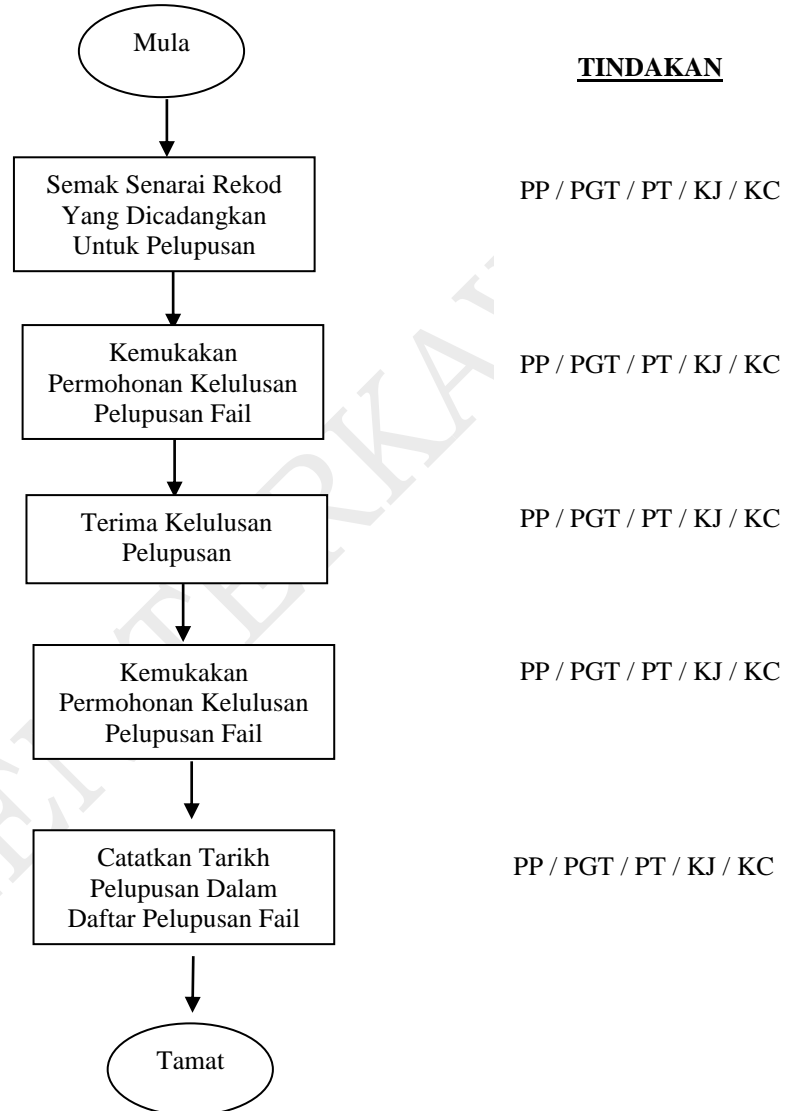 Mula
TINDAKAN
Semak Senarai Rekod
Yang Dicadangkan
Untuk Pelupusan
PP / PGT / PT / KJ / KC
Kemukakan
Permohonan Kelulusan
Pelupusan Fail
PP / PGT / PT / KJ / KC
Terima Kelulusan
Pelupusan
PP / PGT / PT / KJ / KC
Kemukakan
Permohonan Kelulusan
Pelupusan Fail
PP / PGT / PT / KJ / KC
Catatkan Tarikh
Pelupusan Dalam
Daftar Pelupusan Fail
PP / PGT / PT / KJ / KC
Tamat